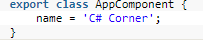 export class AppComponent {
name = 'C# Corner';
}